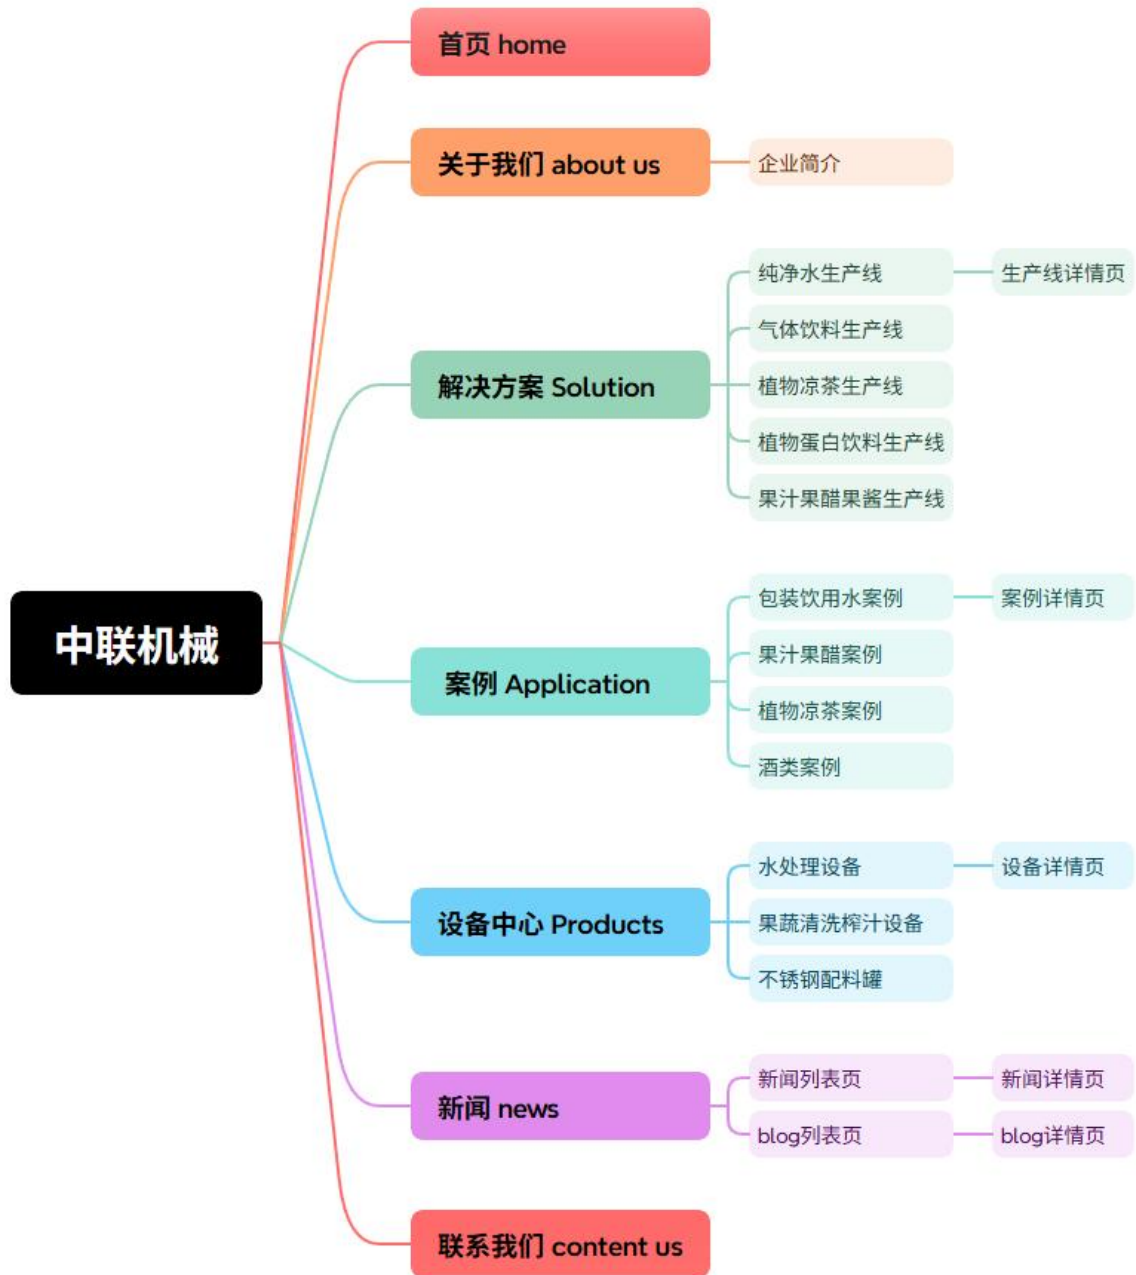 首页 home
关于我们 about us
企业简介
纯净水生产线
生产线详情页
气体饮料生产线
解决方案 Solution
植物凉茶生产线
植物蛋白饮料生产线
果汁果醋果酱生产线
中联机械
包装饮用水案例
案例详情页
果汁果醋案例
案例 Application
植物凉茶案例
酒类案例
水处理设备
设备详情页
设备中心 Products
果蔬清洗榨汁设备
不锈钢配料罐
新闻列表页
新闻详情页
新闻 news
blog列表页
blog详情页
联系我们 content us